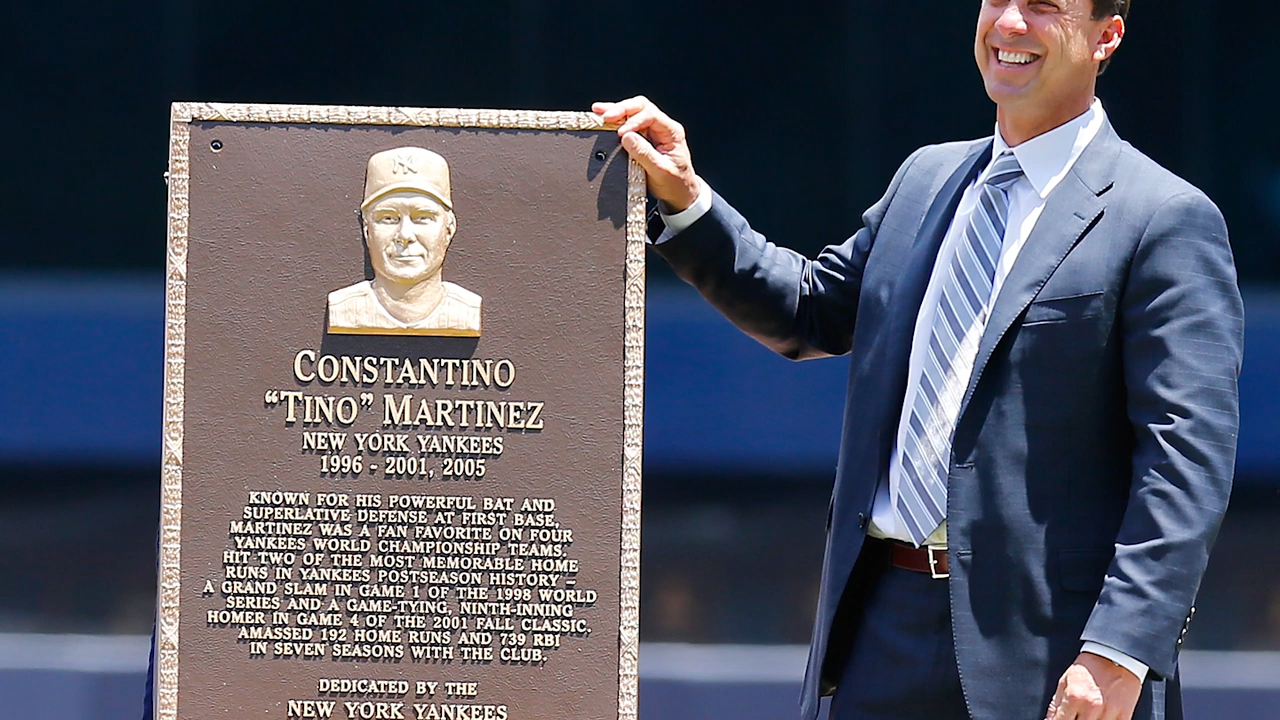 NY
CONSTANTINO
“TINO” MARTINEZ
NEW YORK YANKEES
1996 - 2001, 2005
KNOWN FOR HIS POWERFUL BAT AND
SUPERLATIVE DEFENSE AT FIRST BASE,
MARTINEZ WAS A FAN FAVORITE ON FOUR
YANKEES WORLD CHAMPIONSHIP TEAMS.
HIT TWO OF THE MOST MEMORABLE HOME
RUNS IN YANKEES POSTSEASON HISTORY –
A GRAND SLAM IN GAME 1 OF THE 1998 WORLD
SERIES AND A GAME-TYING, NINTH-INNING
HOMER IN GAME 4 OF THE 2001 FALL CLASSIC.
AMASSED 192 HOME RUNS AND 739 RBI
IN SEVEN SEASONS WITH THE CLUB.
DEDICATED BY THE
NEW YORK YANKEES